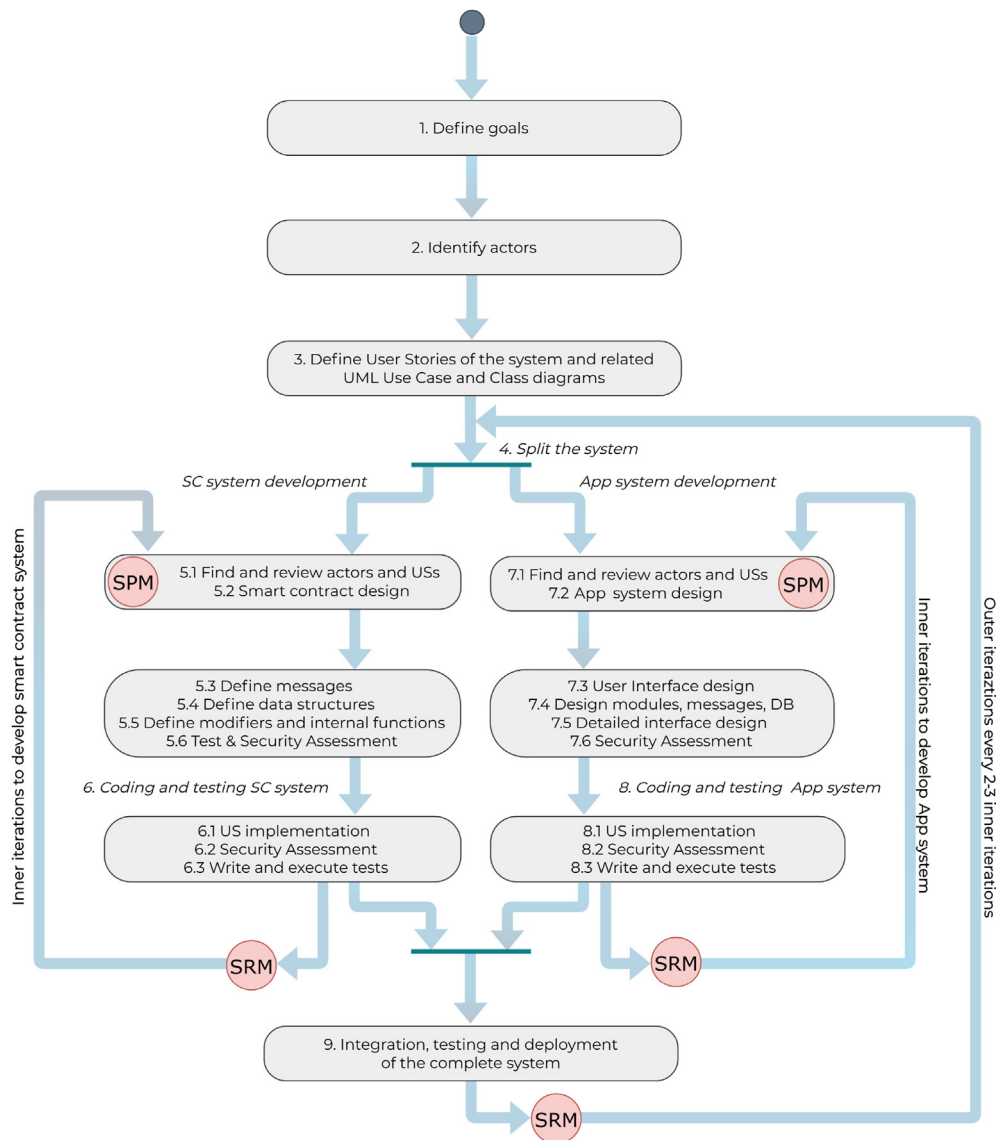 1. Define goals
2. Identify actors
3. Define User Stories of the system and related
UML Use Case and Class diagrams
4. Split the system
SC system development
App system development
SPM
5.1 Find and review actors and USs
5.2 Smart contract design
7.1 Find and review actors and USs
7.2 App system design
SPM
5.3 Define messages
5.4 Define data structures
5.5 Define modifiers and internal functions
5.6 Test & Security Assessment
7.3 User Interface design
7.4 Design modules, messages, DB
7.5 Detailed interface design
7.6 Security Assessment
6. Coding and testing SC system
8. Coding and testing App system
6.1 US implementation
6.2 Security Assessment
6.3 Write and execute tests
8.1 US implementation
8.2 Security Assessment
8.3 Write and execute tests
SRM
SRM
9. Integration, testing and deployment
of the complete system
SRM
Inner iterations to develop smart contract system
Inner iterations to develop App system
Outer iteraztions every 2-3 inner iterations